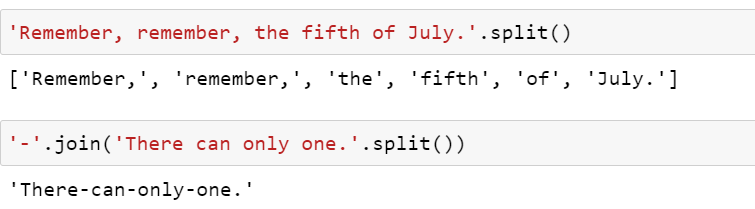 'Remember, remember, the fifth of July.'.split()
['Remember,', 'remember,', 'the', 'fifth', 'of', 'July.']
'-'.join('There can only one.'.split())
'There-can-only-one.'